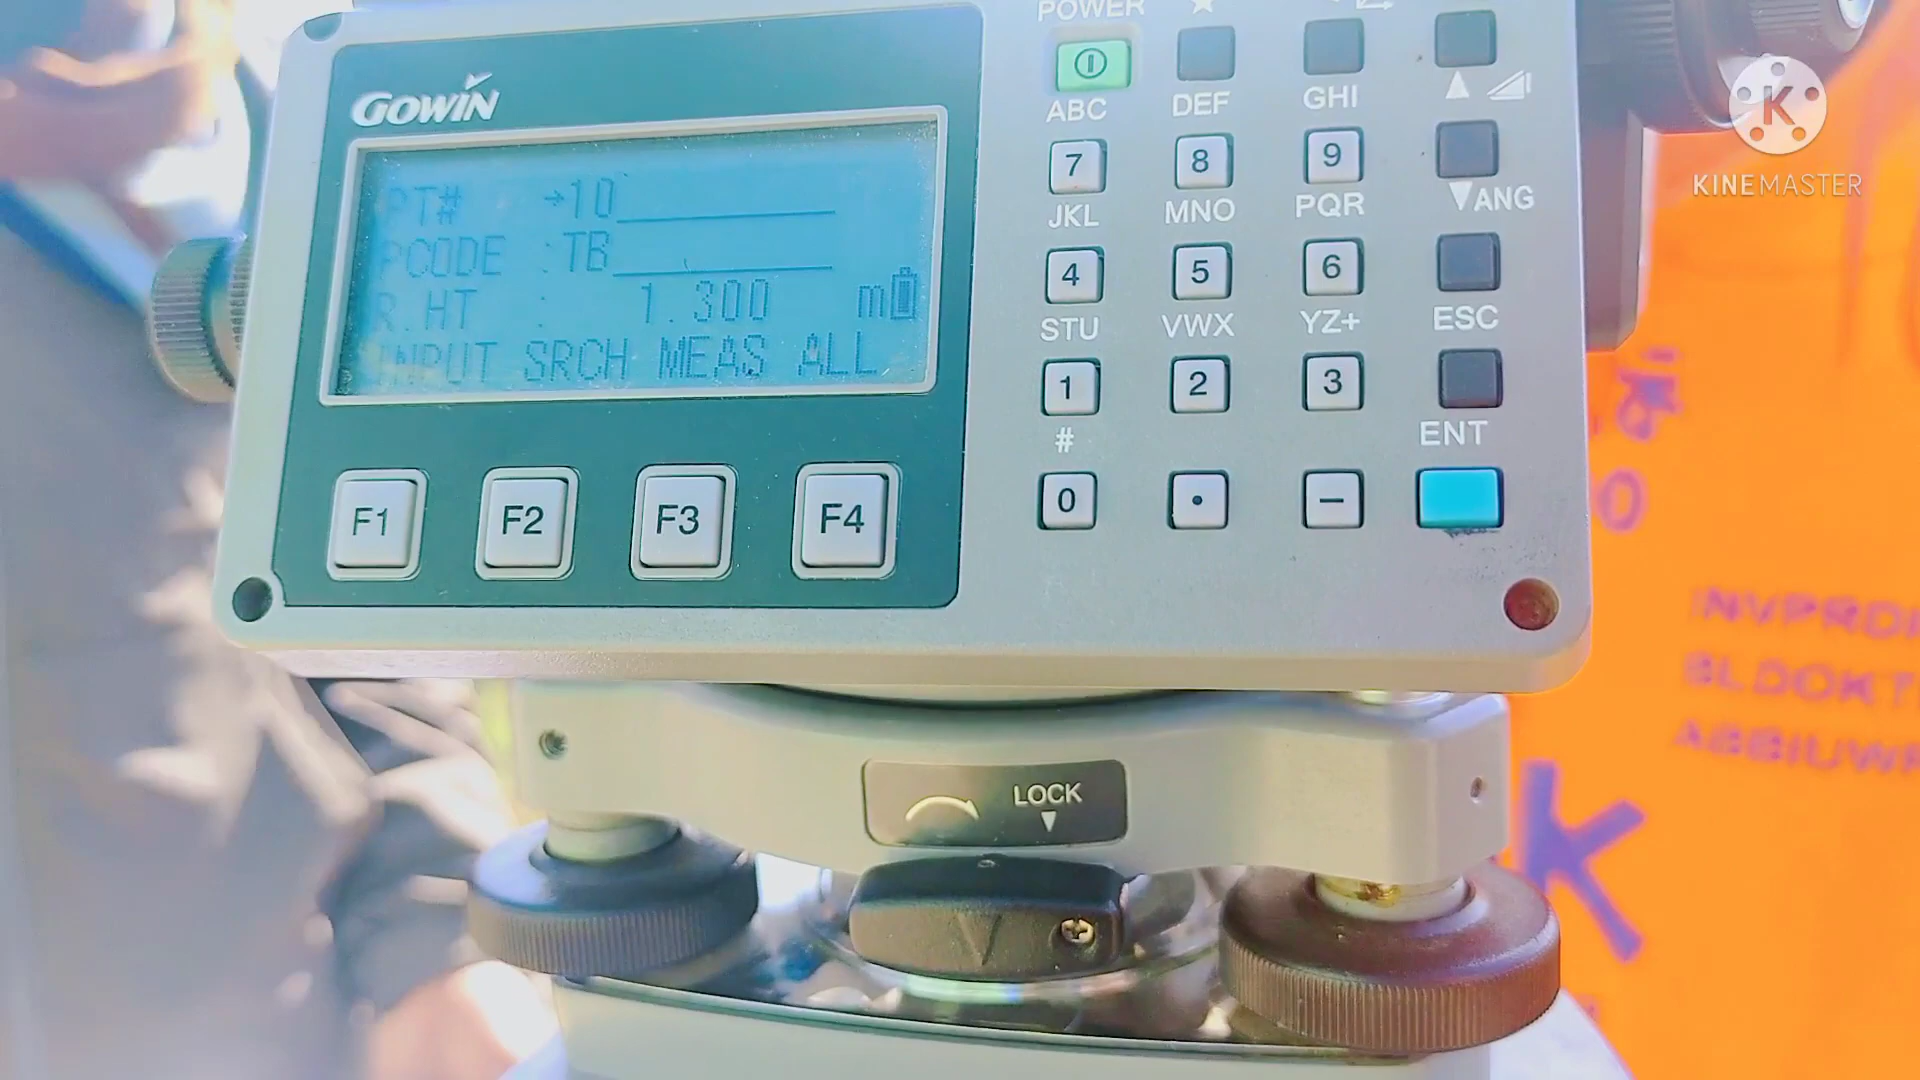 GOWIN
PT# →10
PCODE : TB
R.HT : 1.300 m
INPUT SRCH MEAS ALL
F1 F2 F3 F4
POWER ★
ABC DEF GHI ▲
7 8 9
JKL MNO PQR ▼ANG
4 5 6
STU VWX YZ+ ESC
1 2 3
# ENT
0 • −
LOCK
▼
K
KINEMASTER
K